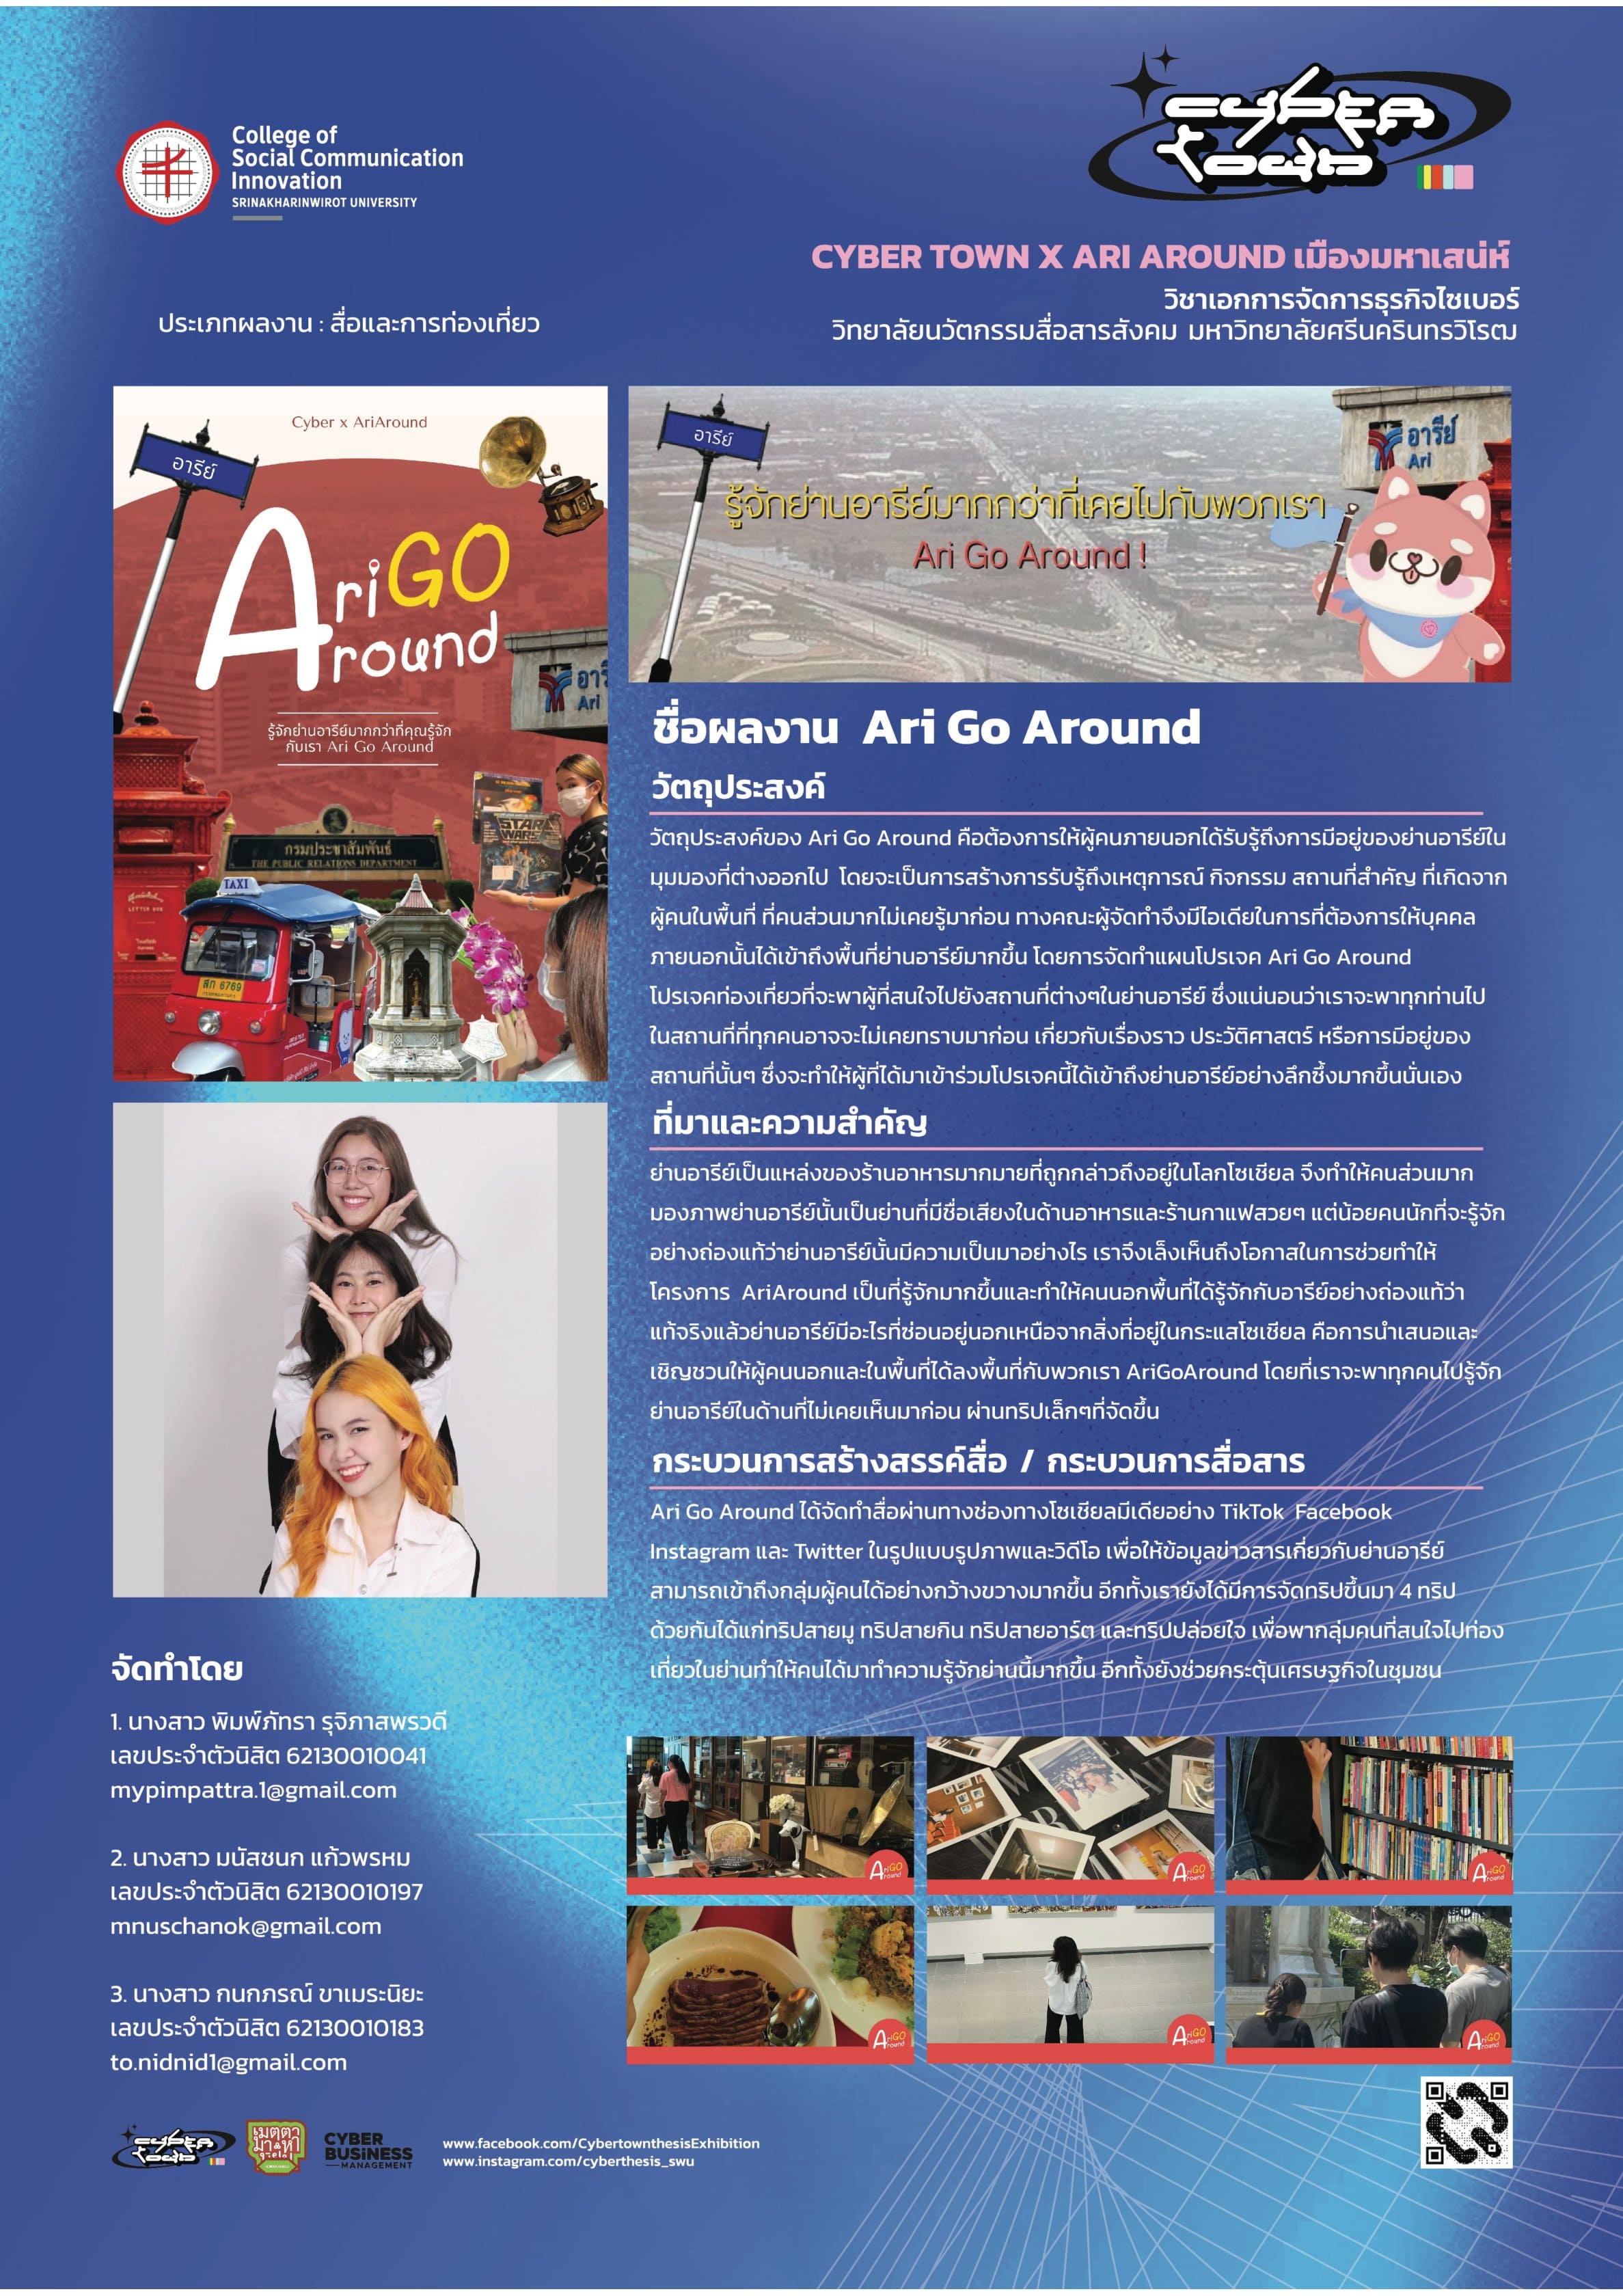 College of
Social Communication
Innovation
SRINAKHARINWIROT UNIVERSITY
CYBER
TOWN
CYBER TOWN X ARI AROUND เมืองมหาเสน่ห์
วิชาเอกการจัดการธุรกิจไซเบอร์
วิทยาลัยนวัตกรรมสื่อสารสังคม มหาวิทยาลัยศรีนครินทรวิโรฒ
ประเภทผลงาน : สื่อและการท่องเที่ยว
Cyber x AriAround
อารีย์
AriGO
Around
อารี
Ari
รู้จักย่านอารีย์มากกว่าที่คุณรู้จัก
กับเรา Ari Go Around
STAR
WARS
กรมประชาสัมพันธ์
THE PUBLIC RELATIONS DEPARTMENT
LETTER BOX
TAXI
สก 6769
อารีย์
อารีย์
Ari
รู้จักย่านอารีย์มากกว่าที่เคยไปกับพวกเรา
Ari Go Around !
ชื่อผลงาน Ari Go Around
วัตถุประสงค์
วัตถุประสงค์ของ Ari Go Around คือต้องการให้ผู้คนภายนอกได้รับรู้ถึงการมีอยู่ของย่านอารีย์ใน
มุมมองที่ต่างออกไป โดยจะเป็นการสร้างการรับรู้ถึงเหตุการณ์ กิจกรรม สถานที่สำคัญ ที่เกิดจาก
ผู้คนในพื้นที่ ที่คนส่วนมากไม่เคยรู้มาก่อน ทางคณะผู้จัดทำจึงมีไอเดียในการที่ต้องการให้บุคคล
ภายนอกนั้นได้เข้าถึงพื้นที่ย่านอารีย์มากขึ้น โดยการจัดทำแผนโปรเจค Ari Go Around
โปรเจคท่องเที่ยวที่จะพาผู้ที่สนใจไปยังสถานที่ต่างๆในย่านอารีย์ ซึ่งแน่นอนว่าเราจะพาทุกท่านไป
ในสถานที่ที่ทุกคนอาจจะไม่เคยทราบมาก่อน เกี่ยวกับเรื่องราว ประวัติศาสตร์ หรือการมีอยู่ของ
สถานที่นั้นๆ ซึ่งจะทำให้ผู้ที่ได้มาเข้าร่วมโปรเจคนี้ได้เข้าถึงย่านอารีย์อย่างลึกซึ้งมากขึ้นนั่นเอง
ที่มาและความสำคัญ
ย่านอารีย์เป็นแหล่งของร้านอาหารมากมายที่ถูกกล่าวถึงอยู่ในโลกโซเชียล จึงทำให้คนส่วนมาก
มองภาพย่านอารีย์นั้นเป็นย่านที่มีชื่อเสียงในด้านอาหารและร้านกาแฟสวยๆ แต่น้อยคนนักที่จะรู้จัก
อย่างถ่องแท้ว่าย่านอารีย์นั้นมีความเป็นมาอย่างไร เราจึงเล็งเห็นถึงโอกาสในการช่วยทำให้
โครงการ AriAround เป็นที่รู้จักมากขึ้นและทำให้คนนอกพื้นที่ได้รู้จักกับอารีย์อย่างถ่องแท้ว่า
แท้จริงแล้วย่านอารีย์มีอะไรที่ซ่อนอยู่นอกเหนือจากสิ่งที่อยู่ในกระแสโซเชียล คือการนำเสนอและ
เชิญชวนให้ผู้คนนอกและในพื้นที่ได้ลงพื้นที่กับพวกเรา AriGoAround โดยที่เราจะพาทุกคนไปรู้จัก
ย่านอารีย์ในด้านที่ไม่เคยเห็นมาก่อน ผ่านทริปเล็กๆที่จัดขึ้น
กระบวนการสร้างสรรค์สื่อ / กระบวนการสื่อสาร
Ari Go Around ได้จัดทำสื่อผ่านทางช่องทางโซเชียลมีเดียอย่าง TikTok Facebook
Instagram และ Twitter ในรูปแบบรูปภาพและวิดีโอ เพื่อให้ข้อมูลข่าวสารเกี่ยวกับย่านอารีย์
สามารถเข้าถึงกลุ่มผู้คนได้อย่างกว้างขวางมากขึ้น อีกทั้งเรายังได้มีการจัดทริปขึ้นมา 4 ทริป
ด้วยกันได้แก่ทริปสายมู ทริปสายกิน ทริปสายอาร์ต และทริปปล่อยใจ เพื่อพากลุ่มคนที่สนใจไปท่อง
เที่ยวในย่านทำให้คนได้มาทำความรู้จักย่านนี้มากขึ้น อีกทั้งยังช่วยกระตุ้นเศรษฐกิจในชุมชน
จัดทำโดย
1. นางสาว พิมพ์ภัทรา รุจิภาสพรวดี
เลขประจำตัวนิสิต 62130010041
mypimpattra.1@gmail.com
2. นางสาว มนัสชนก แก้วพรหม
เลขประจำตัวนิสิต 62130010197
mnuschanok@gmail.com
3. นางสาว กนกภรณ์ ขาเมระนิยะ
เลขประจำตัวนิสิต 62130010183
to.nidnid1@gmail.com
AriGO
Around
AriGO
Around
AriGO
Around
AriGO
Around
AriGO
Around
AriGO
Around
CYBER
TOWN
CYBER
BUSINESS
MANAGEMENT
www.facebook.com/CybertownthesisExhibition
www.instagram.com/cyberthesis_swu